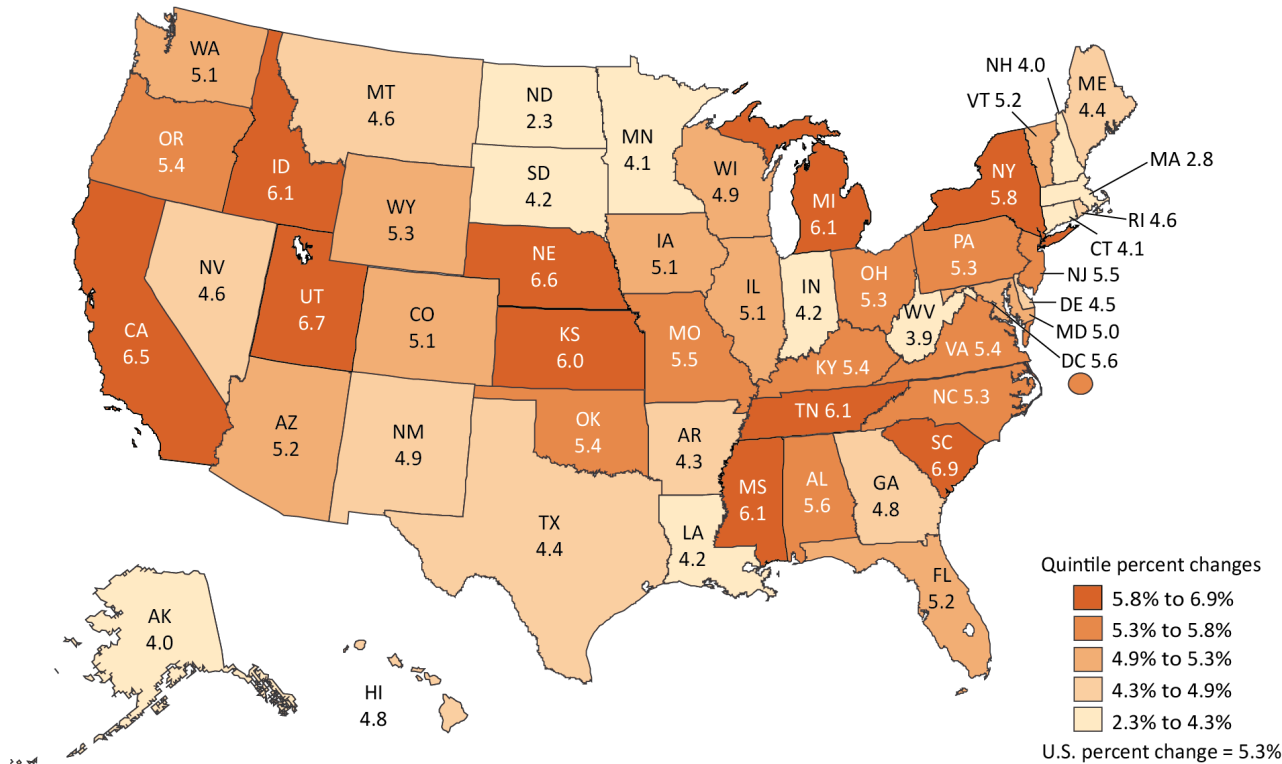 WA
5.1
OR
5.4
CA
6.5
ID
6.1
NV
4.6
MT
4.6
WY
5.3
UT
6.7
AZ
5.2
CO
5.1
NM
4.9
ND
2.3
SD
4.2
NE
6.6
KS
6.0
OK
5.4
TX
4.4
MN
4.1
IA
5.1
MO
5.5
AR
4.3
LA
4.2
WI
4.9
IL
5.1
MI
6.1
IN
4.2
OH
5.3
KY 5.4
TN 6.1
MS
6.1
AL
5.6
GA
4.8
FL
5.2
SC
6.9
NC 5.3
VA 5.4
WV
3.9
PA
5.3
NY
5.8
VT 5.2
NH 4.0
ME
4.4
MA 2.8
RI 4.6
CT 4.1
NJ 5.5
DE 4.5
MD 5.0
DC 5.6
AK
4.0
HI
4.8
Quintile percent changes
5.8% to 6.9%
5.3% to 5.8%
4.9% to 5.3%
4.3% to 4.9%
2.3% to 4.3%
U.S. percent change = 5.3%